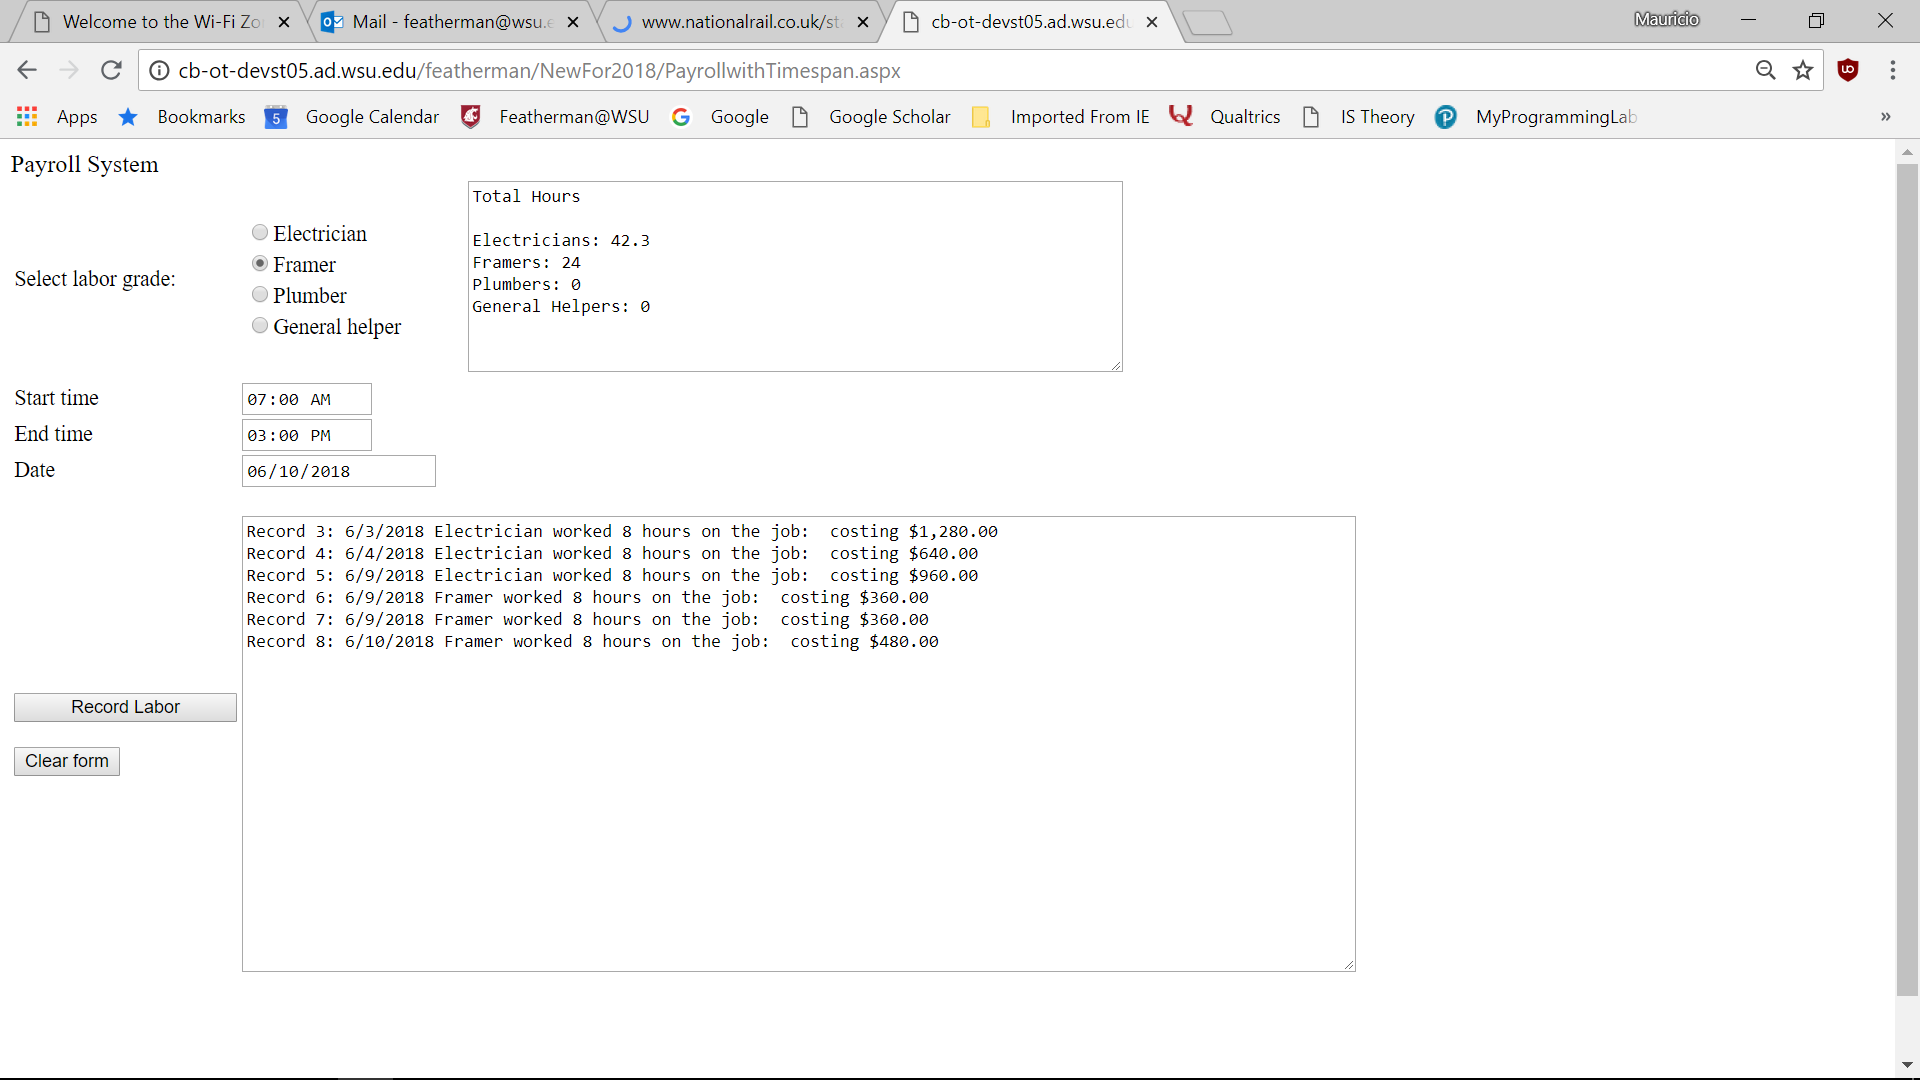 Welcome to the Wi-Fi Zo
Mail - featherman@wsu.e
www.nationalrail.co.uk/sta
cb-ot-devst05.ad.wsu.edu
Mauricio
cb-ot-devst05.ad.wsu.edu/featherman/NewFor2018/PayrollwithTimespan.aspx
Apps
Bookmarks
5
Google Calendar
Featherman@WSU
Google
Google Scholar
Imported From IE
Qualtrics
IS Theory
MyProgrammingLab
»
Payroll System
Select labor grade:
Electrician
Framer
Plumber
General helper
Total Hours
Electricians: 42.3
Framers: 24
Plumbers: 0
General Helpers: 0
Start time
07:00 AM
End time
03:00 PM
Date
06/10/2018
Record 3: 6/3/2018 Electrician worked 8 hours on the job:  costing $1,280.00
Record 4: 6/4/2018 Electrician worked 8 hours on the job:  costing $640.00
Record 5: 6/9/2018 Electrician worked 8 hours on the job:  costing $960.00
Record 6: 6/9/2018 Framer worked 8 hours on the job:  costing $360.00
Record 7: 6/9/2018 Framer worked 8 hours on the job:  costing $360.00
Record 8: 6/10/2018 Framer worked 8 hours on the job:  costing $480.00
Record Labor
Clear form